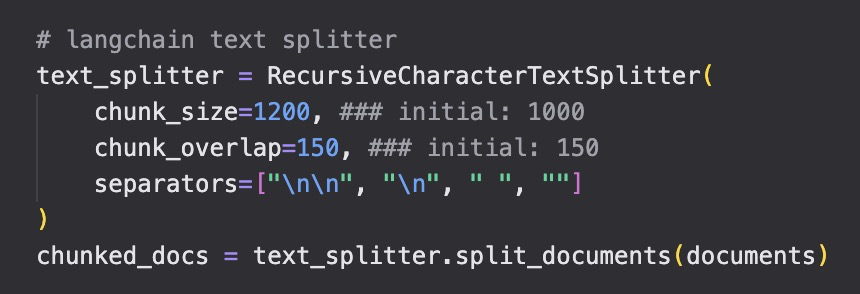 # langchain text splitter
text_splitter = RecursiveCharacterTextSplitter(
    chunk_size=1200, ### initial: 1000
    chunk_overlap=150, ### initial: 150
    separators=["\n\n", "\n", " ", ""]
)
chunked_docs = text_splitter.split_documents(documents)